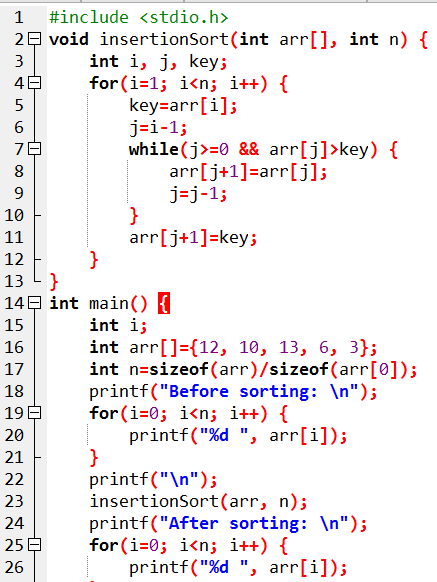 1 #include <stdio.h>
2 void insertionSort(int arr[], int n) {
3     int i, j, key;
4     for(i=1; i<n; i++) {
5         key=arr[i];
6         j=i-1;
7         while(j>=0 && arr[j]>key) {
8             arr[j+1]=arr[j];
9             j=j-1;
10         }
11         arr[j+1]=key;
12     }
13 }
14 int main() {
15     int i;
16     int arr[]={12, 10, 13, 6, 3};
17     int n=sizeof(arr)/sizeof(arr[0]);
18     printf("Before sorting: \n");
19     for(i=0; i<n; i++) {
20         printf("%d ", arr[i]);
21     }
22     printf("\n");
23     insertionSort(arr, n);
24     printf("After sorting: \n");
25     for(i=0; i<n; i++) {
26         printf("%d ", arr[i]);